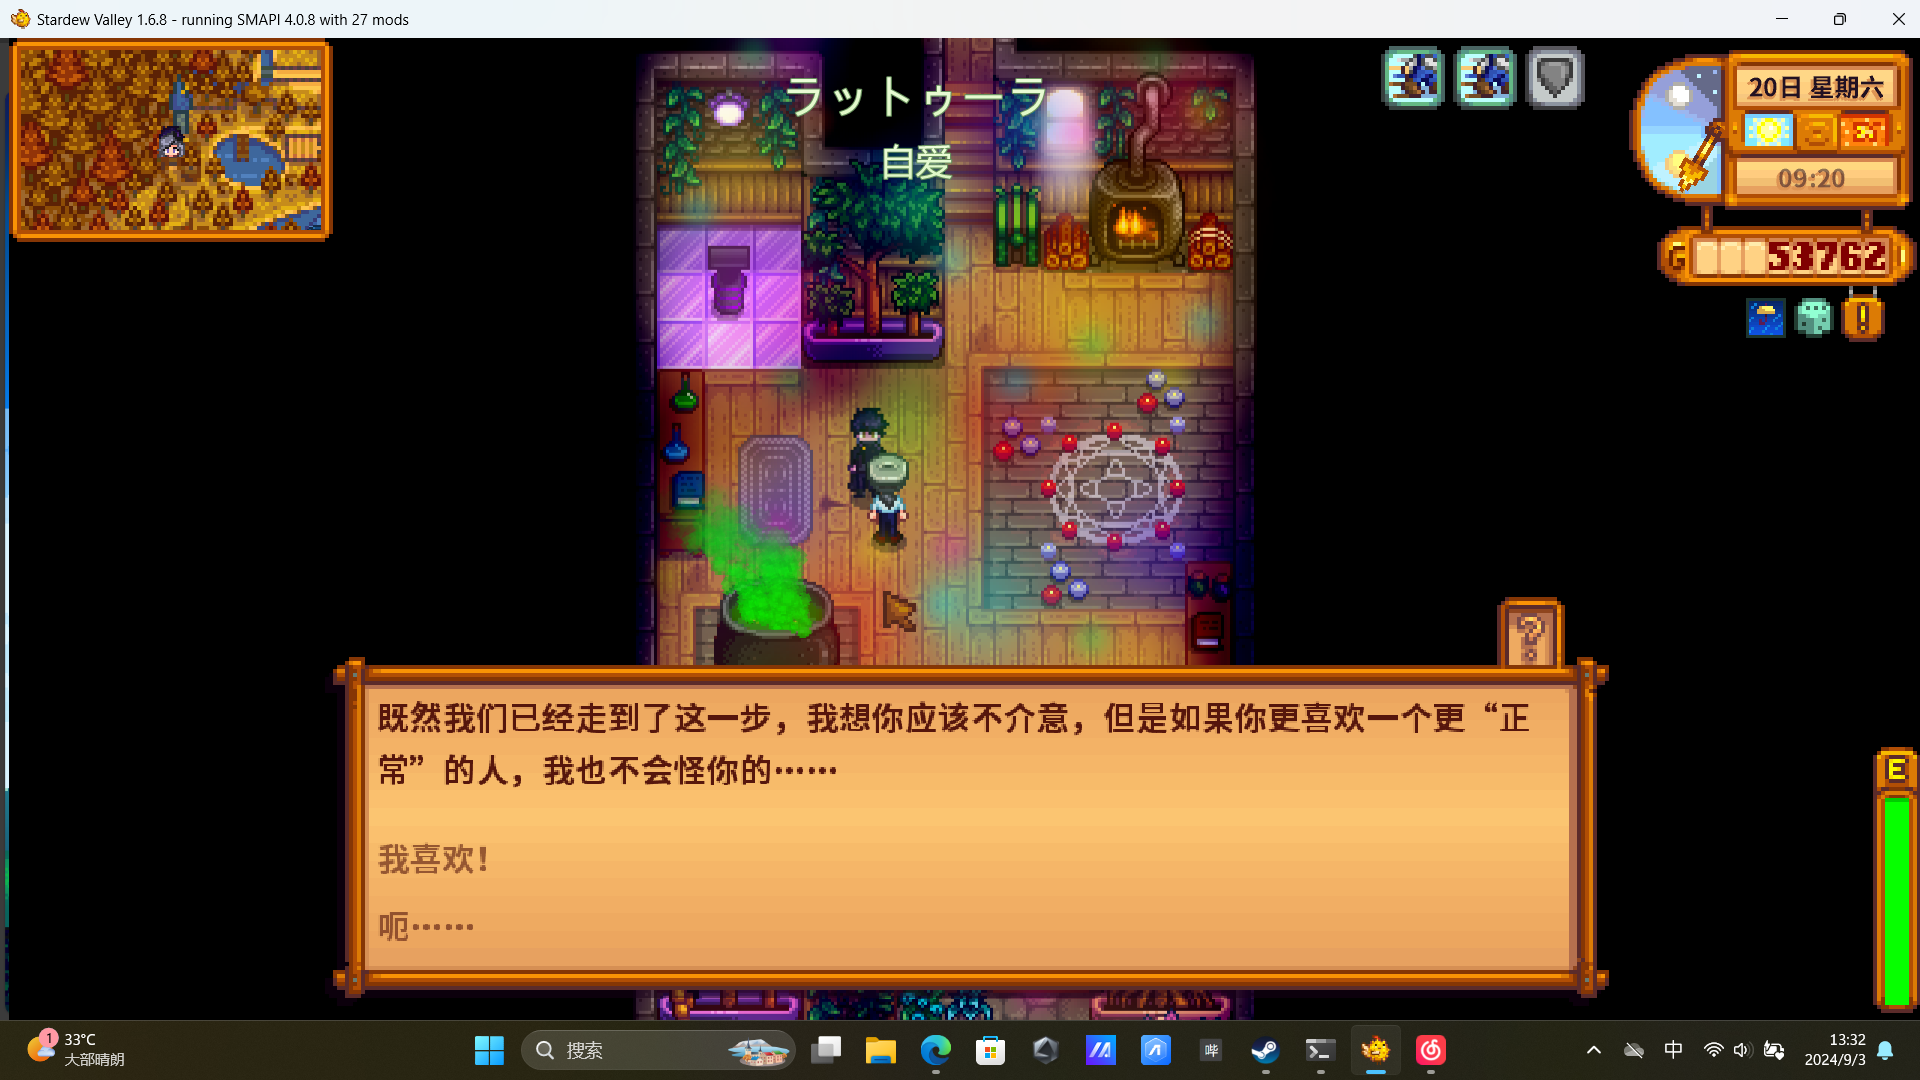 Stardew Valley 1.6.8 - running SMAPI 4.0.8 with 27 mods
ラットゥーラ
自爱
20日 星期六
09:20
G 53762
既然我们已经走到了这一步，我想你应该不介意，但是如果你更喜欢一个更“正
常”的人，我也不会怪你的……
我喜欢！
呃……
E
1
33°C
大部晴朗
搜索
哔
中
13:32
2024/9/3